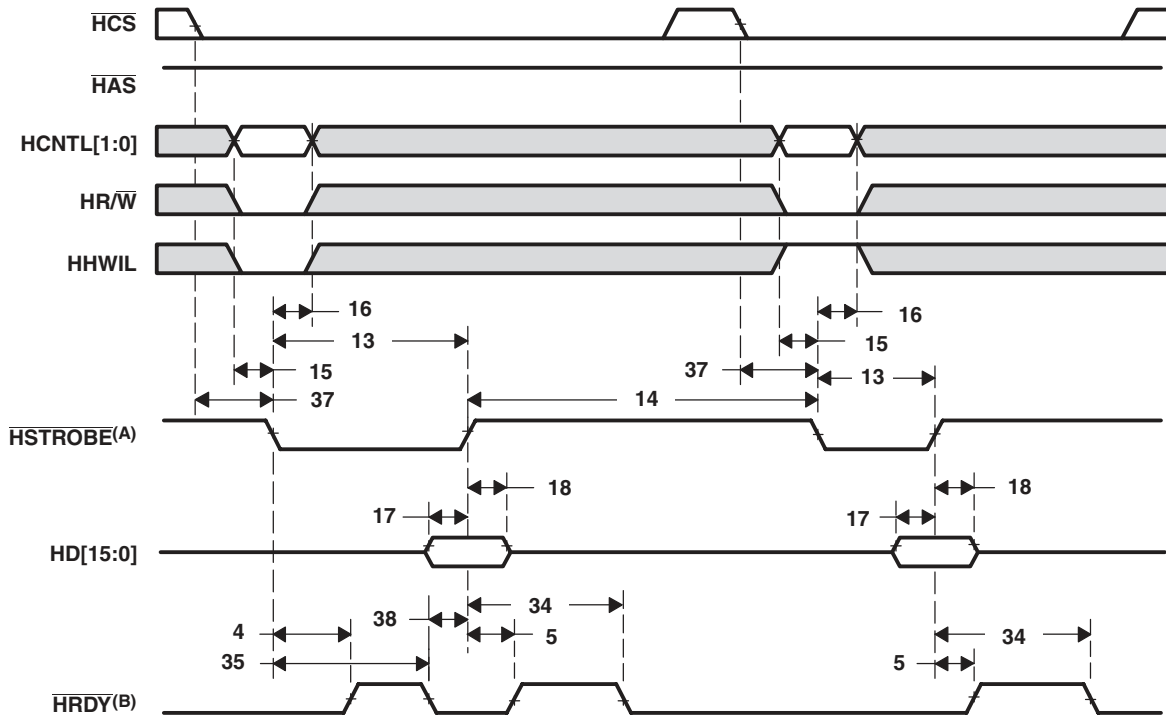 HCS
HAS
HCNTL[1:0]
HR/W
HHWIL
16
16
13
15
15
37
13
37
14
HSTROBE(A)
18
18
17
17
HD[15:0]
34
38
34
4
5
35
5
HRDY(B)